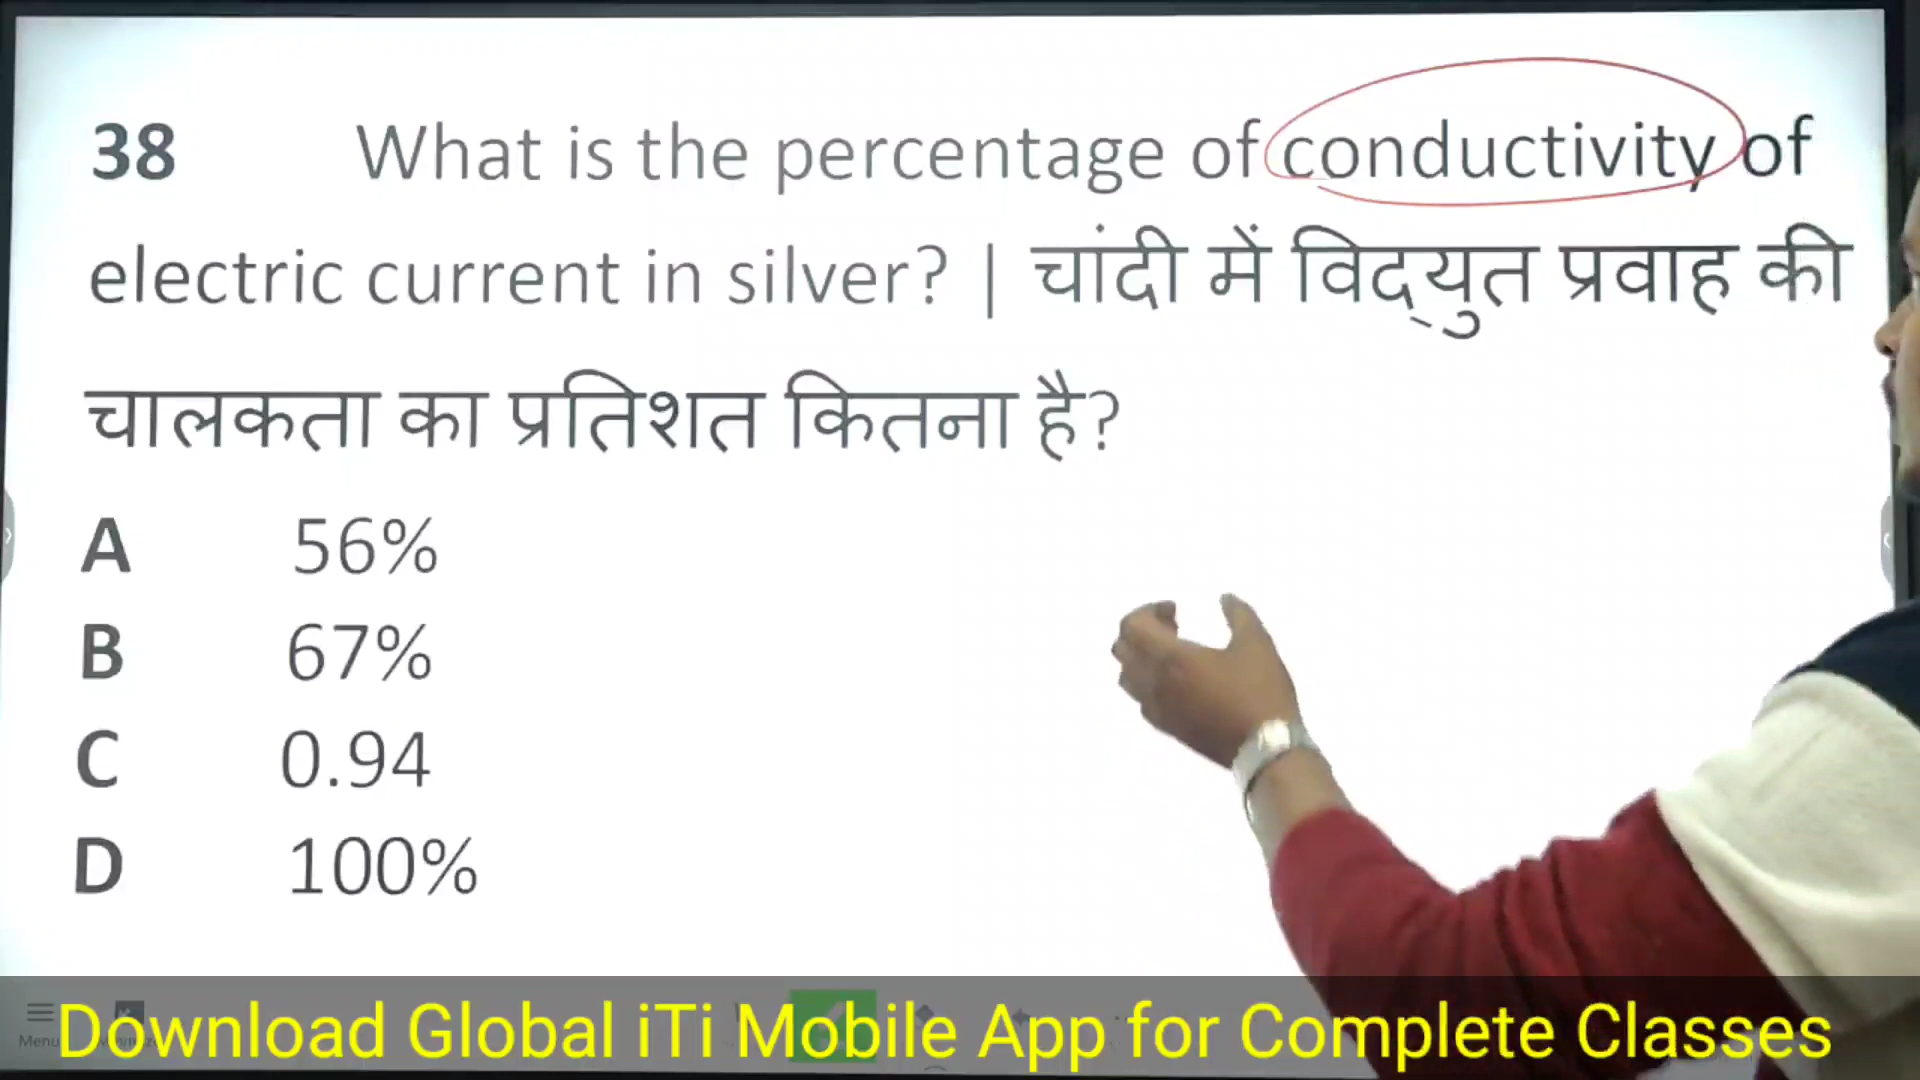 38 What is the percentage of conductivity of
electric current in silver? | चांदी में विद्युत प्रवाह की
चालकता का प्रतिशत कितना है?
A 56%
B 67%
C 0.94
D 100%
Menu
Download Global iTi Mobile App for Complete Classes